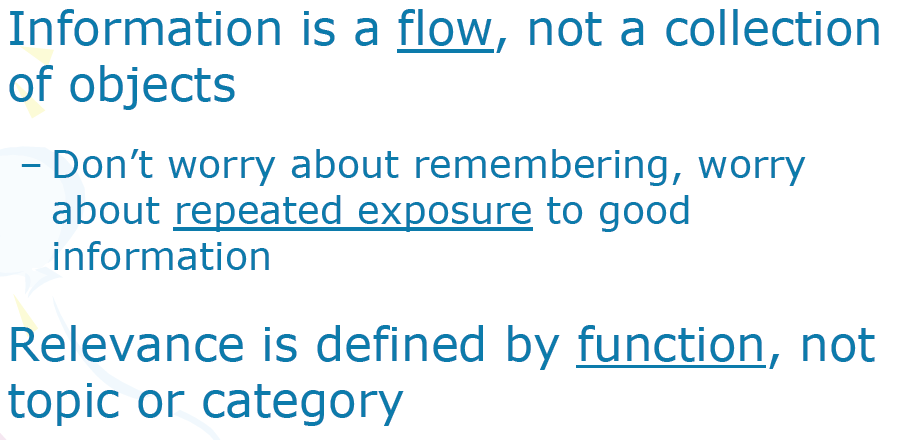 Information is a flow, not a collection
of objects
– Don’t worry about remembering, worry
about repeated exposure to good
information
Relevance is defined by function, not
topic or category